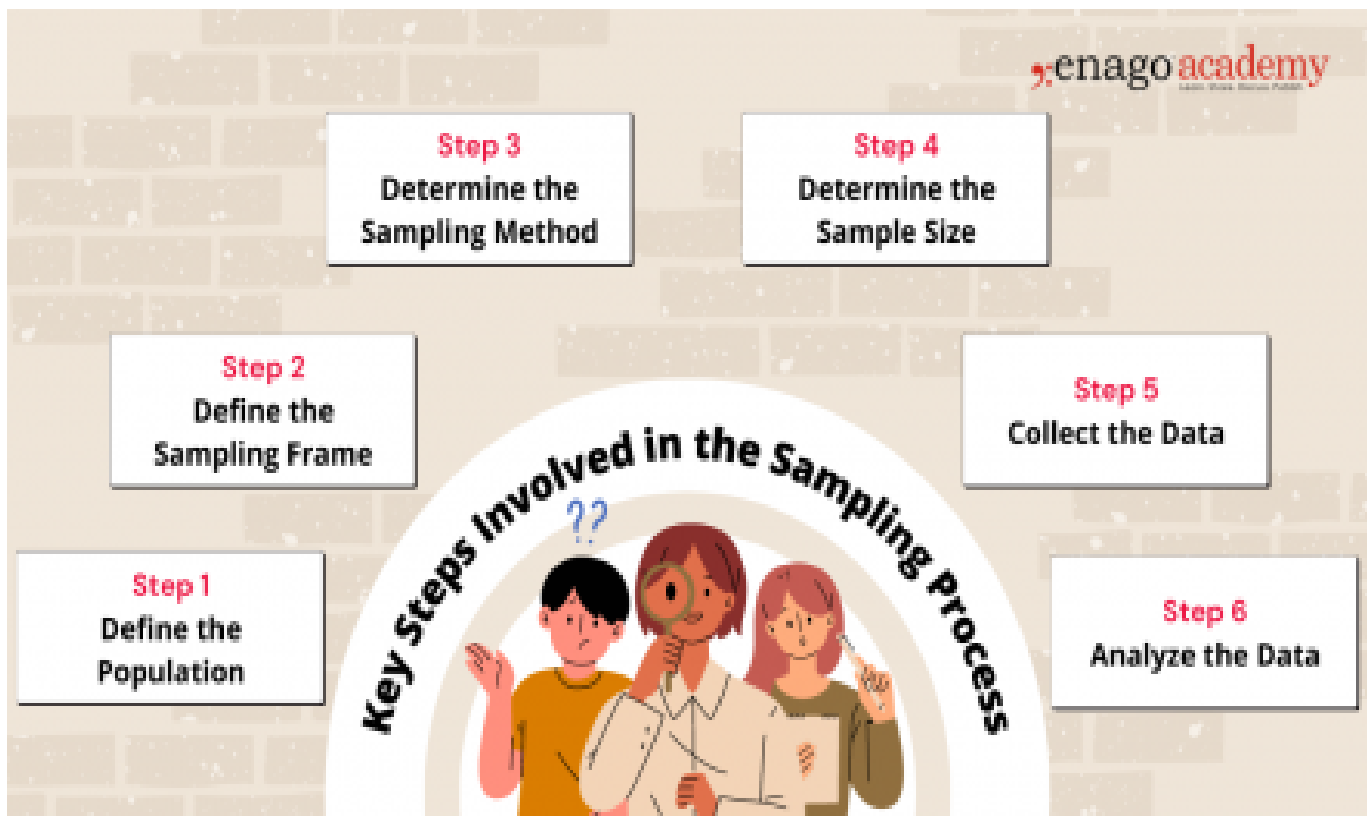 enago academy
Step 3
Determine the
Sampling Method
Step 4
Determine the
Sample Size
Step 2
Define the
Sampling Frame
Step 5
Collect the Data
Key Steps Involved in the Sampling Process
??
Step 1
Define the
Population
Step 6
Analyze the Data